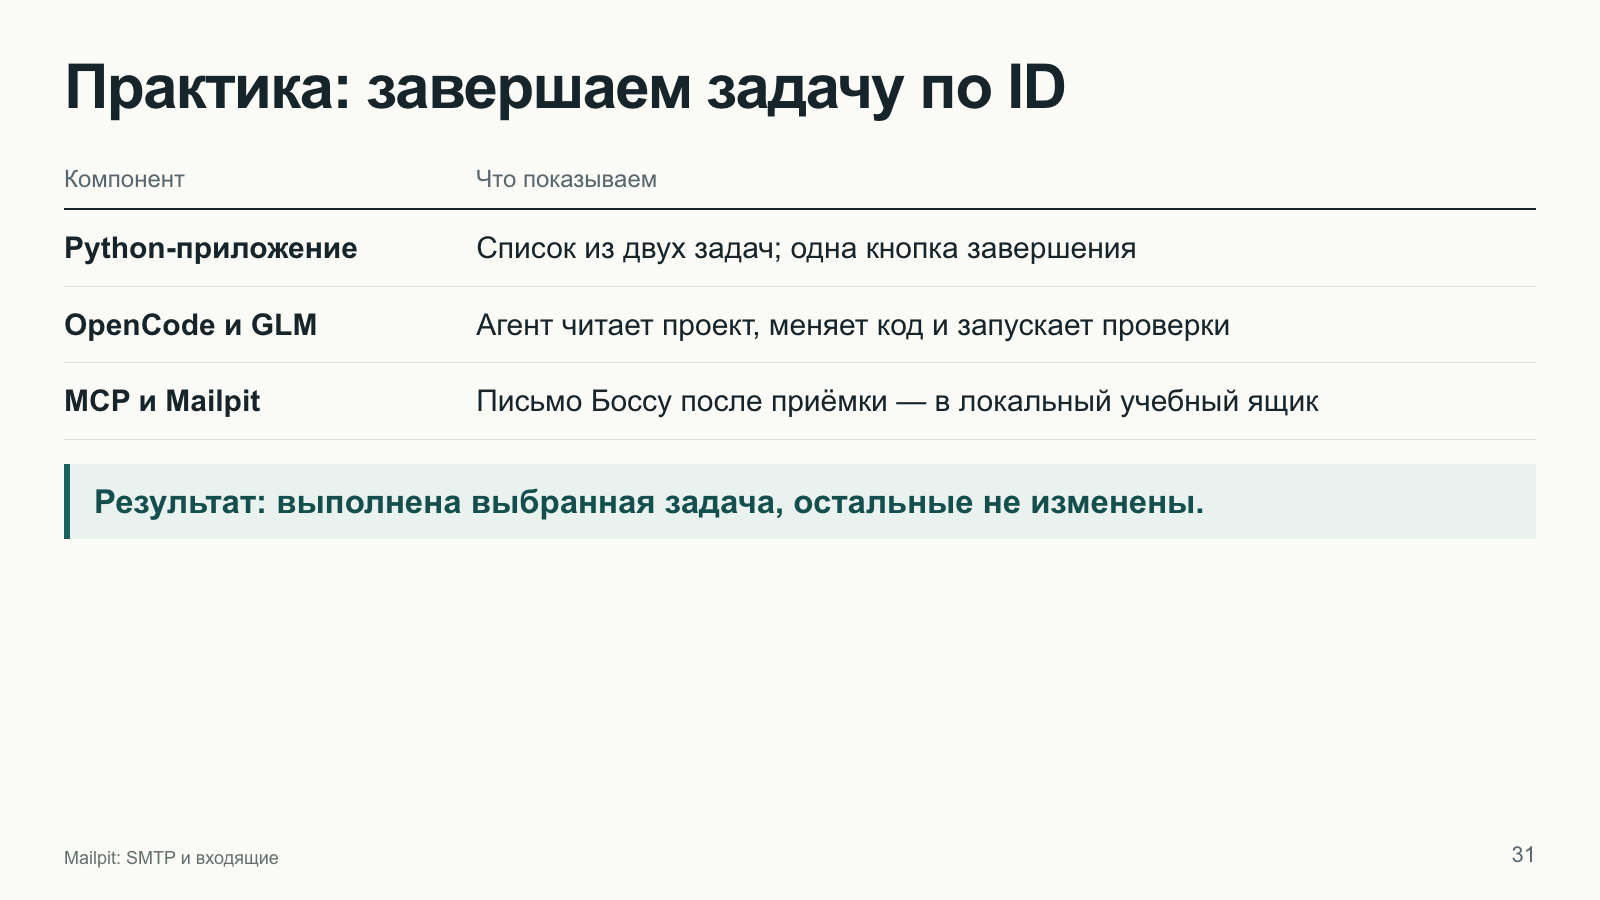 Практика: завершаем задачу по ID
Компонент Что показываем
Python-приложение Список из двух задач; одна кнопка завершения
OpenCode и GLM Агент читает проект, меняет код и запускает проверки
MCP и Mailpit Письмо Боссу после приёмки — в локальный учебный ящик
Результат: выполнена выбранная задача, остальные не изменены.
Mailpit: SMTP и входящие
31